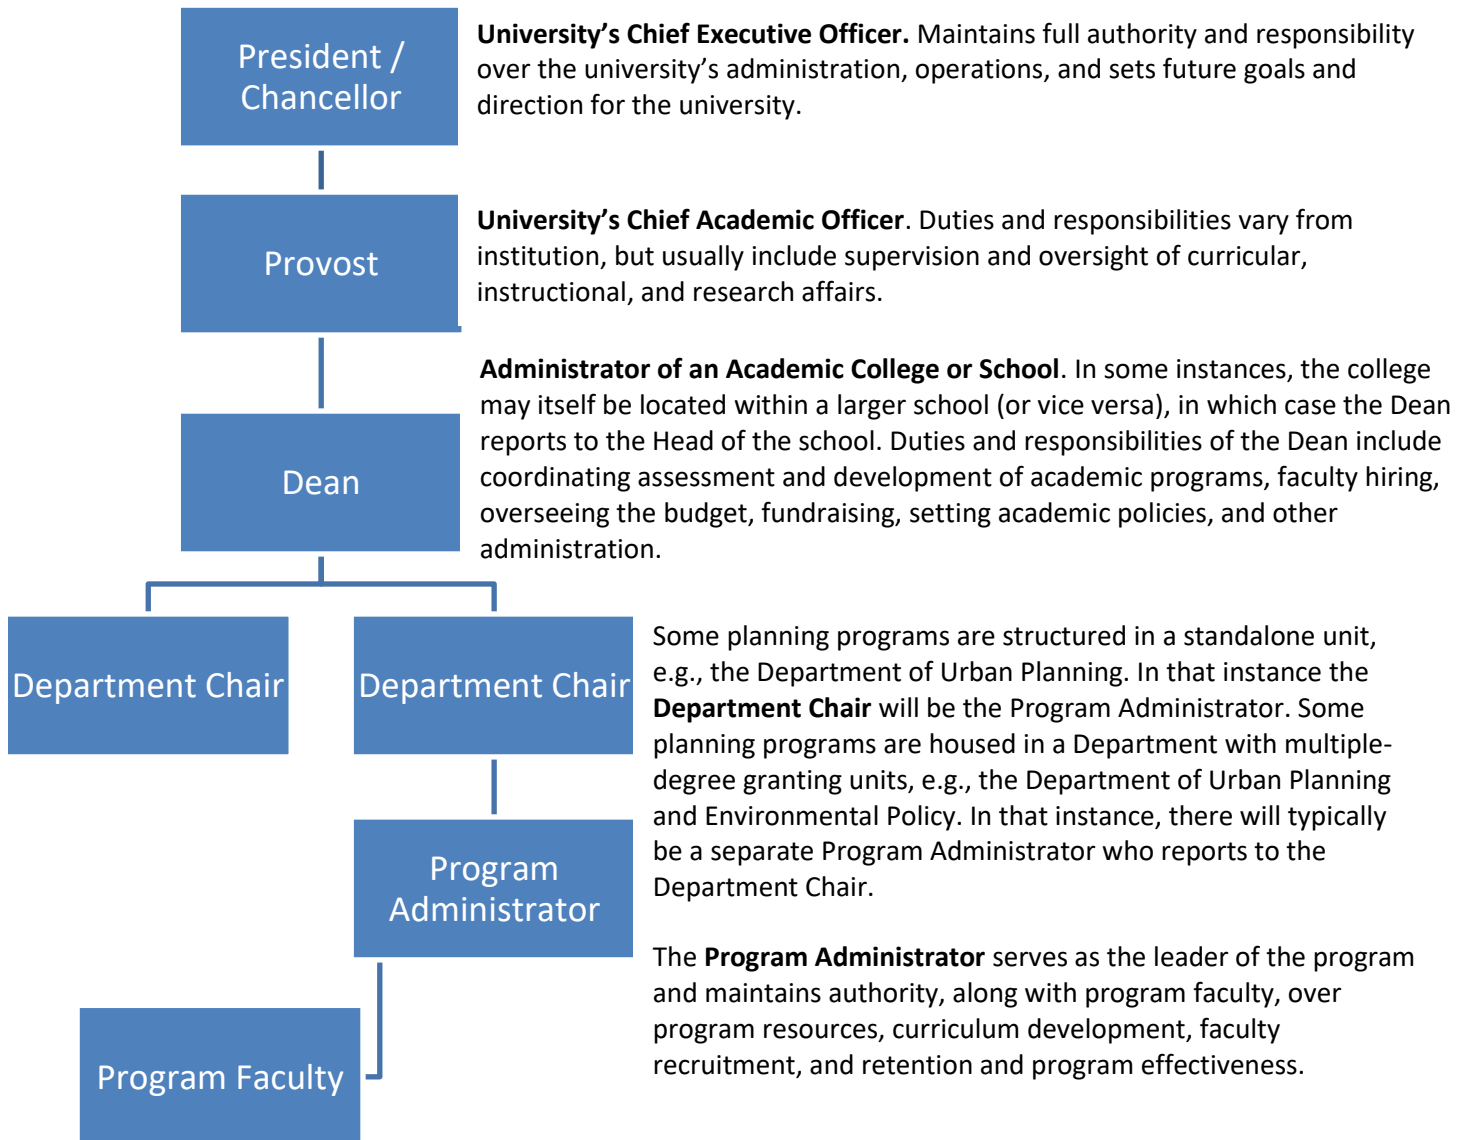 President /
Chancellor
University’s Chief Executive Officer. Maintains full authority and responsibility
over the university’s administration, operations, and sets future goals and
direction for the university.
Provost
University’s Chief Academic Officer. Duties and responsibilities vary from
institution, but usually include supervision and oversight of curricular,
instructional, and research affairs.
Dean
Administrator of an Academic College or School. In some instances, the college
may itself be located within a larger school (or vice versa), in which case the Dean
reports to the Head of the school. Duties and responsibilities of the Dean include
coordinating assessment and development of academic programs, faculty hiring,
overseeing the budget, fundraising, setting academic policies, and other
administration.
Department Chair
Department Chair
Some planning programs are structured in a standalone unit,
e.g., the Department of Urban Planning. In that instance the
Department Chair will be the Program Administrator. Some
planning programs are housed in a Department with multiple-
degree granting units, e.g., the Department of Urban Planning
and Environmental Policy. In that instance, there will typically
be a separate Program Administrator who reports to the
Department Chair.
Program
Administrator
The Program Administrator serves as the leader of the program
and maintains authority, along with program faculty, over
program resources, curriculum development, faculty
recruitment, and retention and program effectiveness.
Program Faculty